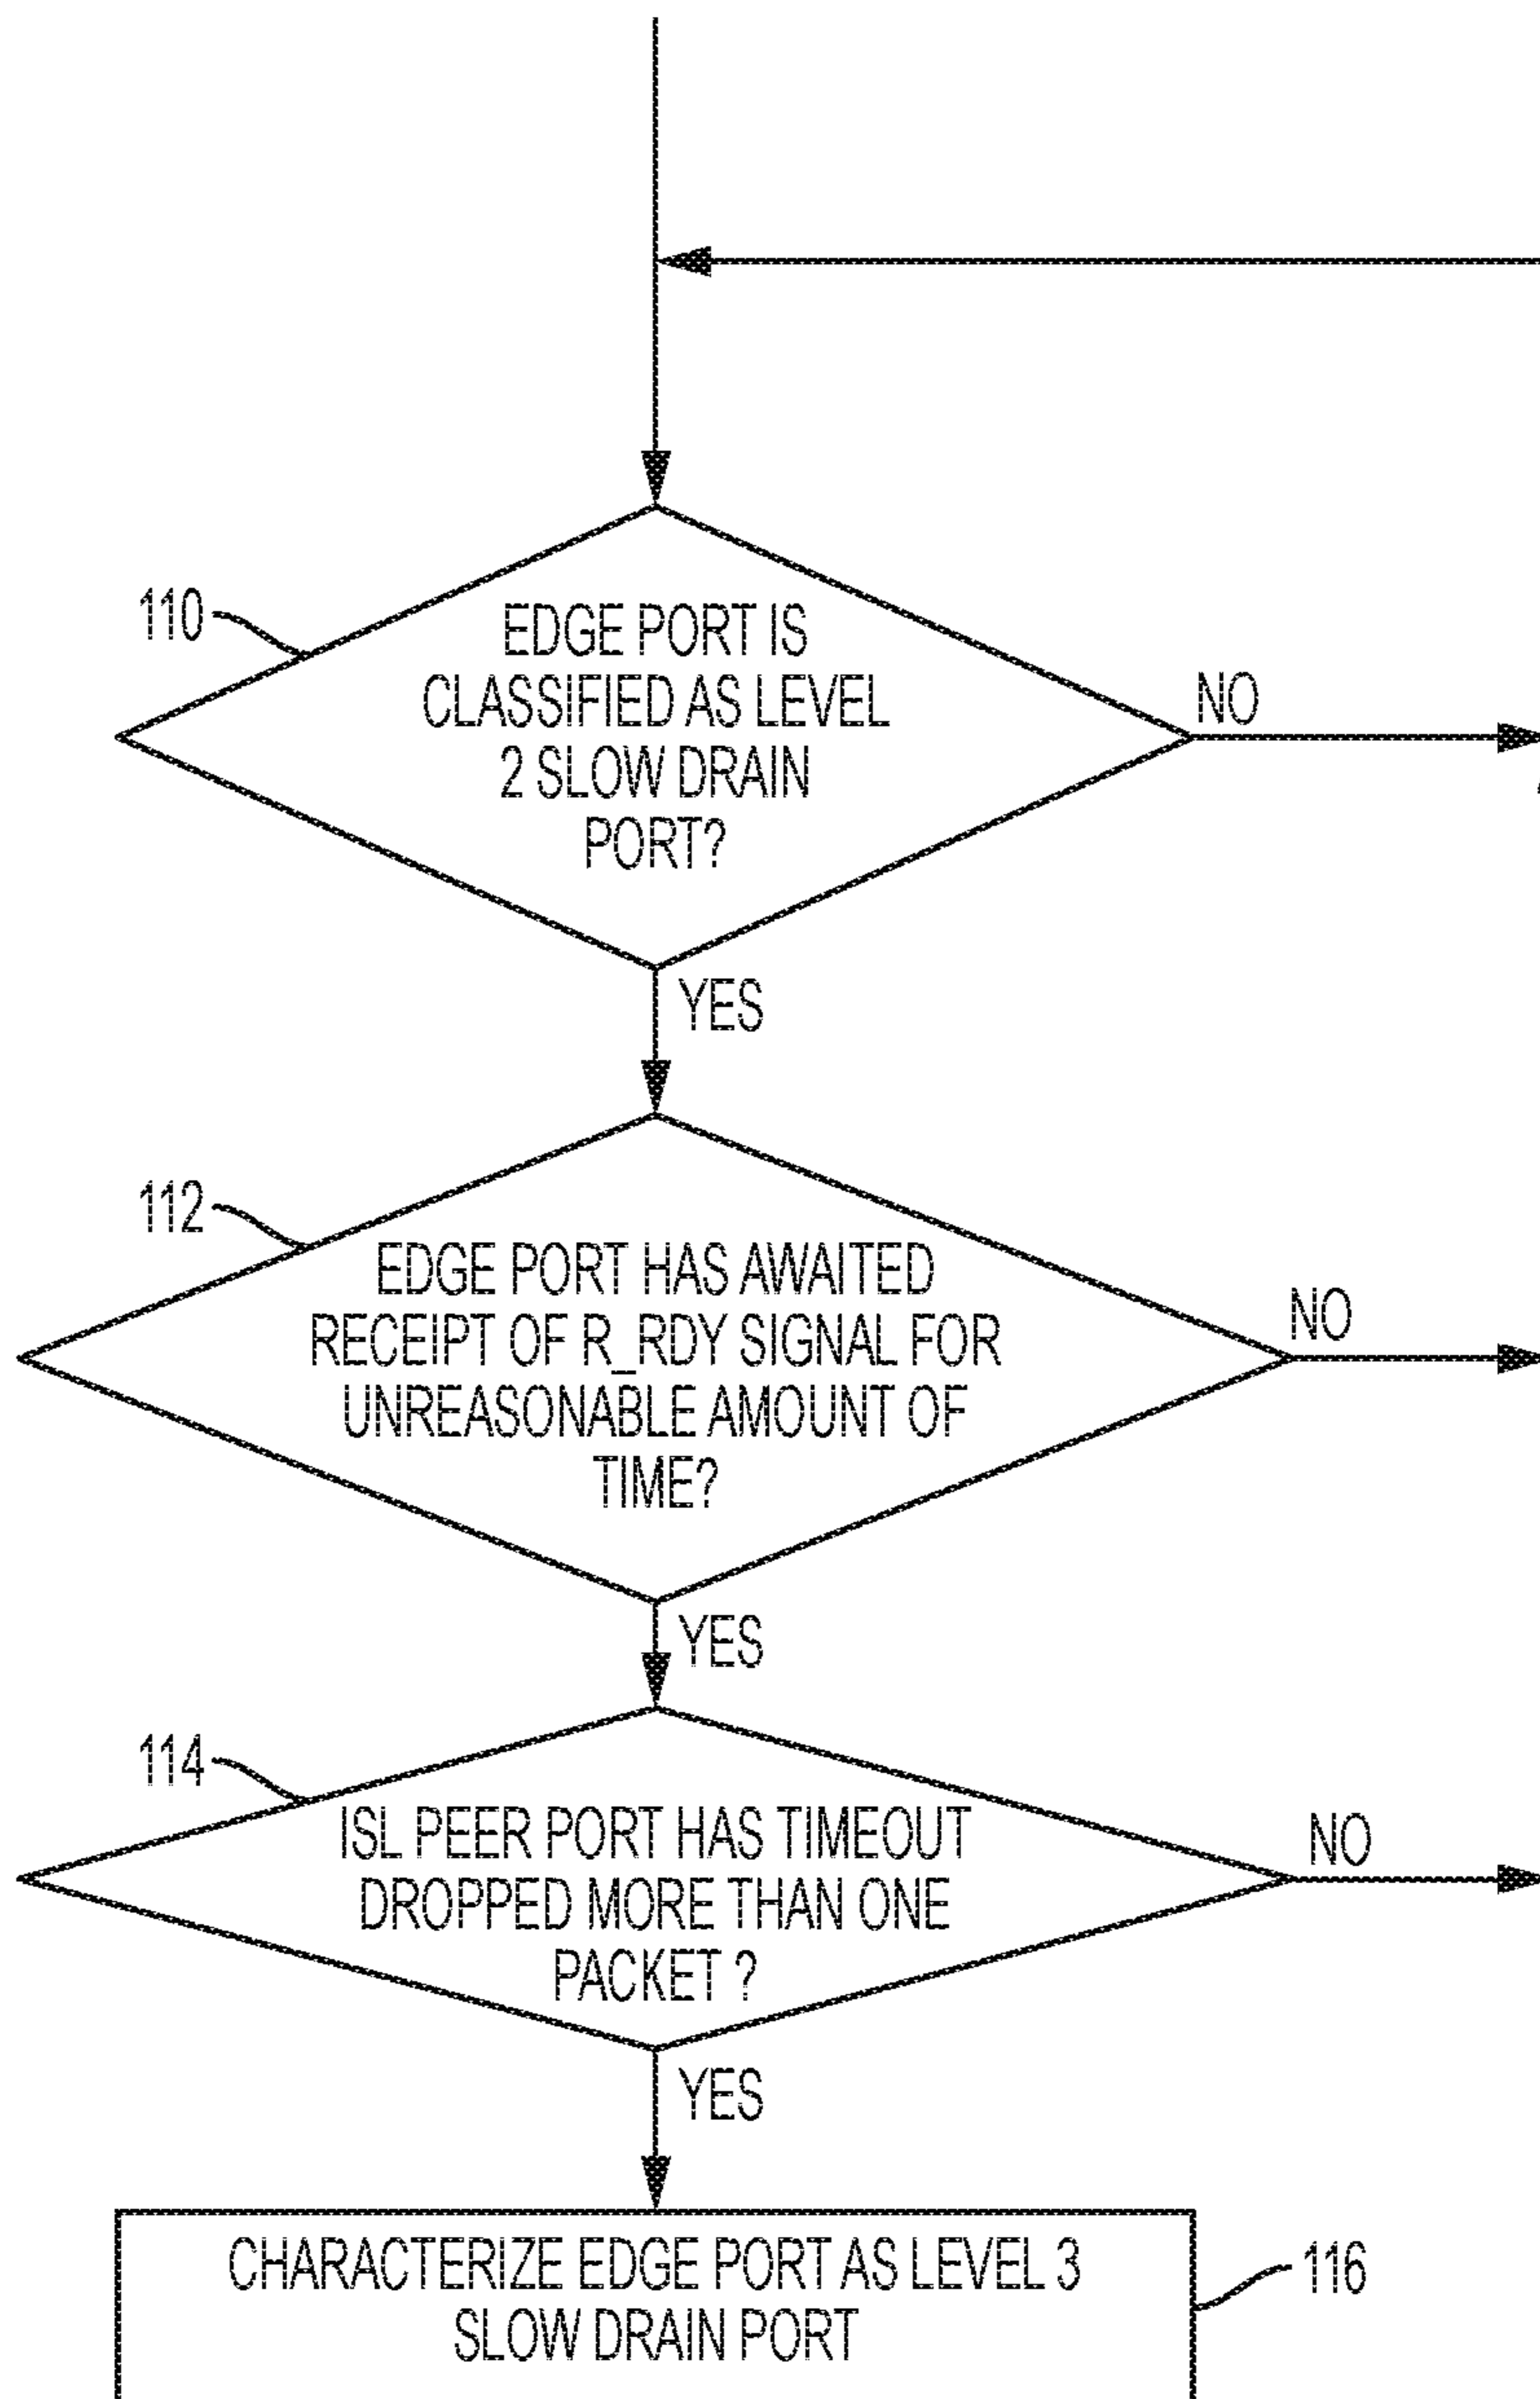 110
EDGE PORT IS
CLASSIFIED AS LEVEL
2 SLOW DRAIN
PORT?
NO
YES
112
EDGE PORT HAS AWAITED
RECEIPT OF R_RDY SIGNAL FOR
UNREASONABLE AMOUNT OF
TIME?
NO
YES
114
ISL PEER PORT HAS TIMEOUT
DROPPED MORE THAN ONE
PACKET ?
NO
YES
CHARACTERIZE EDGE PORT AS LEVEL 3
SLOW DRAIN PORT
116